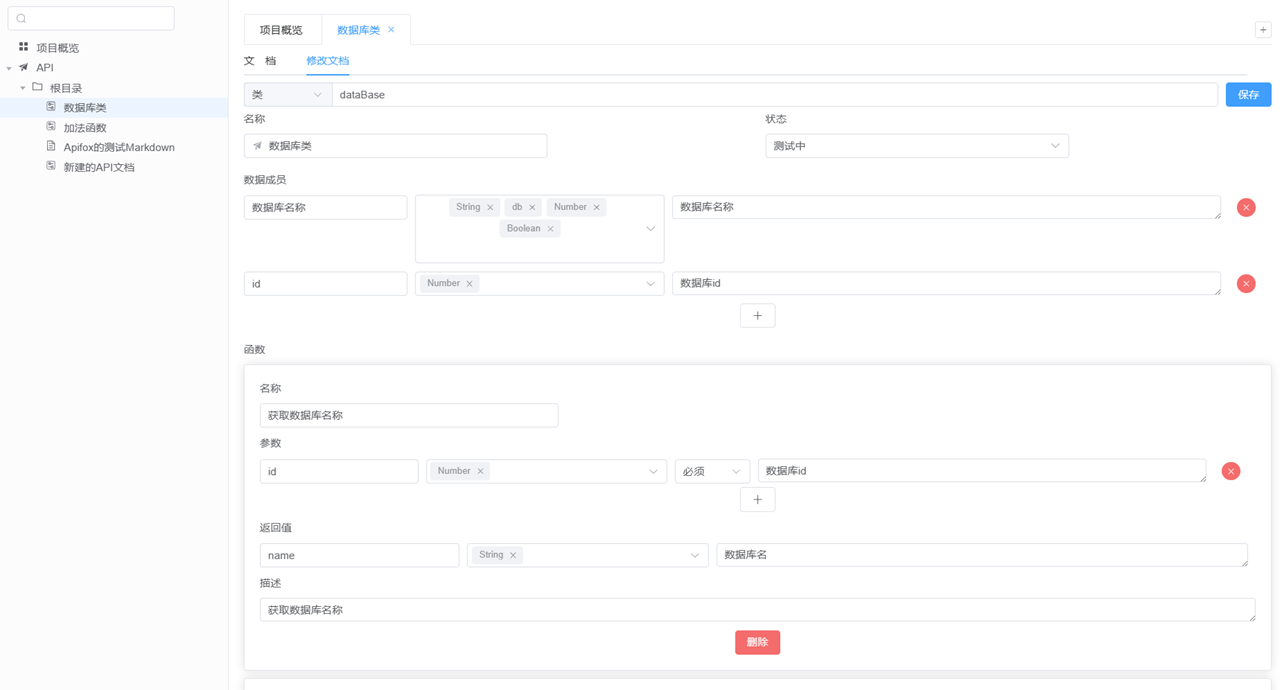 项目概览
API
根目录
数据库类
加法函数
Apifox的测试Markdown
新建的API文档
项目概览 数据库类
文 档 修改文档
类 dataBase 保存
名称 状态
数据库类 测试中
数据成员
数据库名称 String db Number 数据库名称
Boolean
id Number 数据库id
函数
名称
获取数据库名称
参数
id Number 必须 数据库id
返回值
name String 数据库名
描述
获取数据库名称
删除